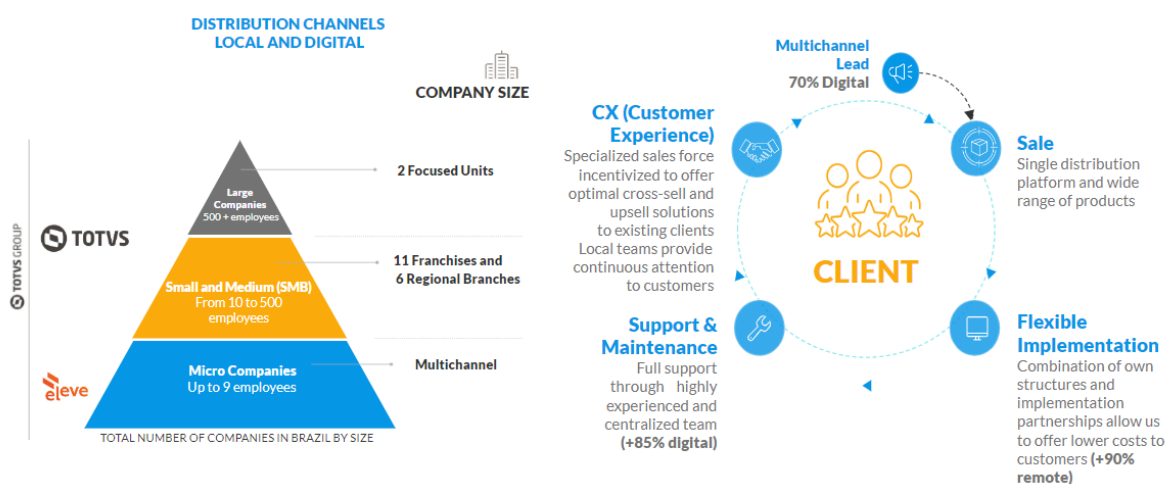 DISTRIBUTION CHANNELS
LOCAL AND DIGITAL
COMPANY SIZE
2 Focused Units
Large
Companies
500 + employees
TOTVS GROUP
TOTVS
11 Franchises and
6 Regional Branches
Small and Medium (SMB)
From 10 to 500
employees
Multichannel
Micro Companies
Up to 9 employees
eleve
TOTAL NUMBER OF COMPANIES IN BRAZIL BY SIZE
Multichannel
Lead
70% Digital
CX (Customer
Experience)
Specialized sales force
incentivized to offer
optimal cross-sell and
upsell solutions
to existing clients
Local teams provide
continuous attention
to customers
Sale
Single distribution
platform and wide
range of products
CLIENT
Support &
Maintenance
Full support
through highly
experienced and
centralized team
(+85% digital)
Flexible
Implementation
Combination of own
structures and
implementation
partnerships allow us
to offer lower costs to
customers (+90%
remote)